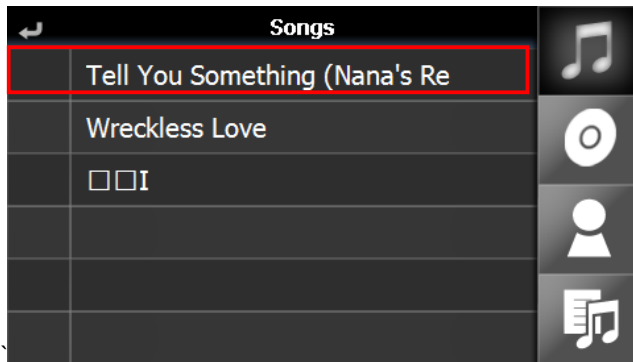 Songs
Tell You Something (Nana's Re
Wreckless Love
□□I
`